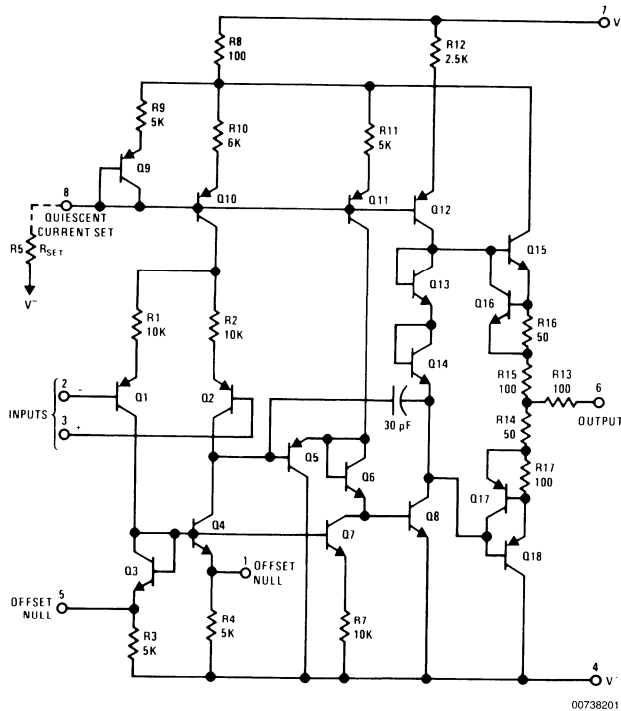 7
V
R8
100
R12
2.5K
R9
5K
R10
6K
R11
5K
Q9
8
QUIESCENT
CURRENT SET
Q10
Q11
Q12
R5
RSET
V-
Q13
Q15
Q16
R1
10K
R2
10K
R16
50
Q14
R15
100
R13
100
6
OUTPUT
INPUTS
2
-
3
+
Q1
Q2
30 pF
R14
50
Q5
Q6
Q17
R17
100
Q4
Q7
Q8
Q18
Q3
1
OFFSET
NULL
5
OFFSET
NULL
R3
5K
R4
5K
R7
10K
4
V-
00738201